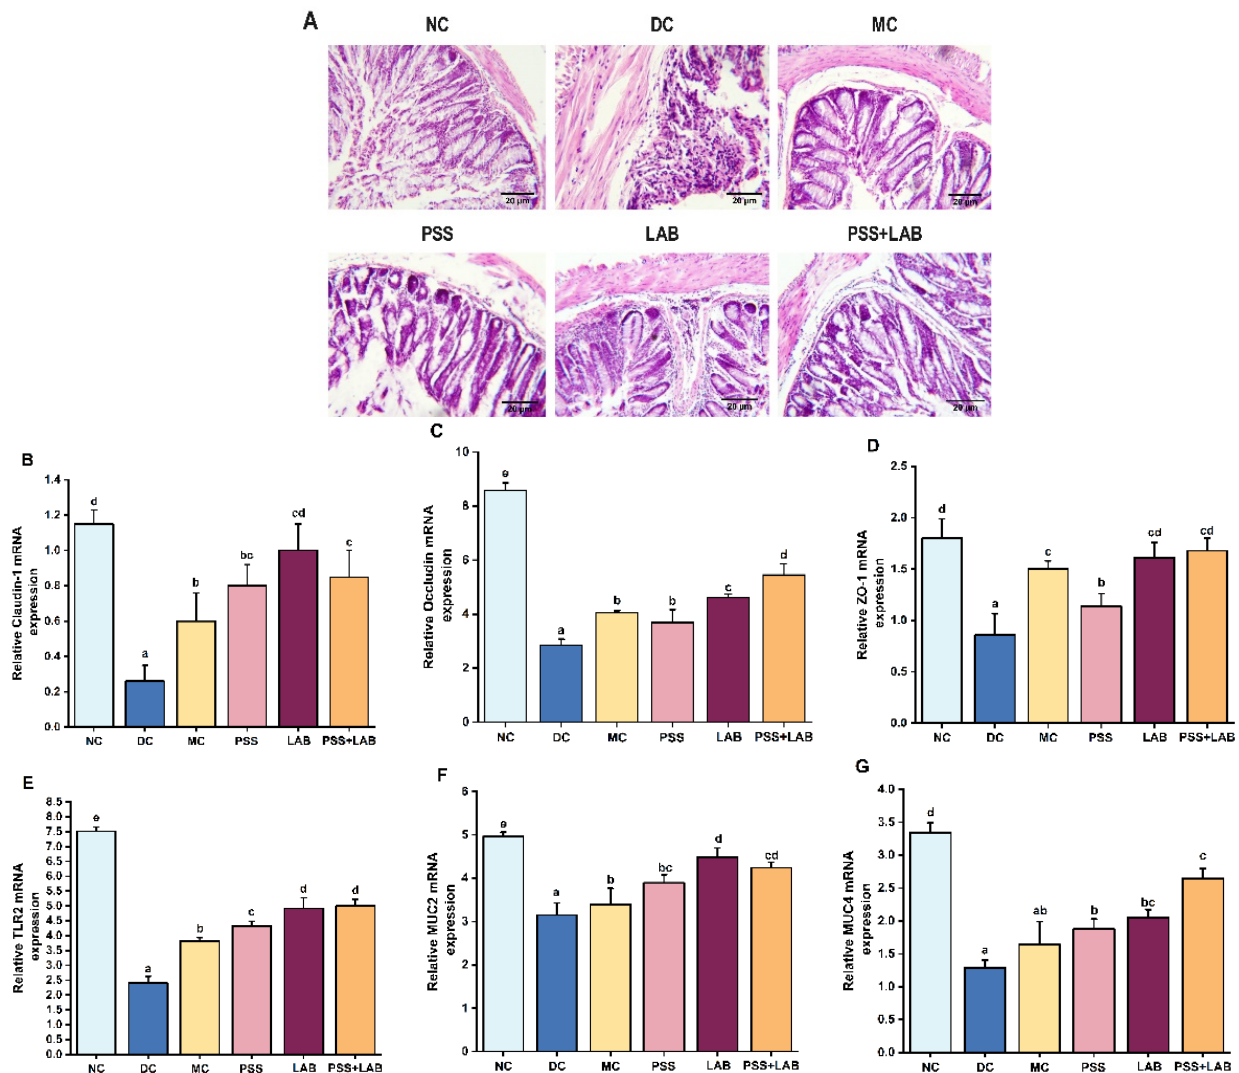 A
NC
DC
MC
20 μm
20 μm
20 μm
PSS
LAB
PSS+LAB
20 μm
20 μm
20 μm
B
Relative Claudin-1 mRNA
expression
1.4
1.2
1.0
0.8
0.6
0.4
0.2
0.0
d
a
b
bc
cd
c
NC
DC
MC
PSS
LAB
PSS+LAB
C
Relative Occludin mRNA
expression
10
8
6
4
2
0
e
a
b
b
c
d
NC
DC
MC
PSS
LAB
PSS+LAB
D
Relative ZO-1 mRNA
expression
2.5
2.0
1.5
1.0
0.5
0.0
d
a
c
b
cd
cd
NC
DC
MC
PSS
LAB
PSS+LAB
E
Relative TLR2 mRNA
expression
8.5
8.0
7.5
7.0
6.5
6.0
5.5
5.0
4.5
4.0
3.5
3.0
2.5
2.0
1.5
1.0
0.5
0.0
e
a
b
c
d
d
NC
DC
MC
PSS
LAB
PSS+LAB
F
Relative MUC2 mRNA
expression
6
5
4
3
2
1
0
e
a
b
bc
d
cd
NC
DC
MC
PSS
LAB
PSS+LAB
G
Relative MUC4 mRNA
expression
4.0
3.5
3.0
2.5
2.0
1.5
1.0
0.5
0.0
d
a
ab
b
bc
c
NC
DC
MC
PSS
LAB
PSS+LAB